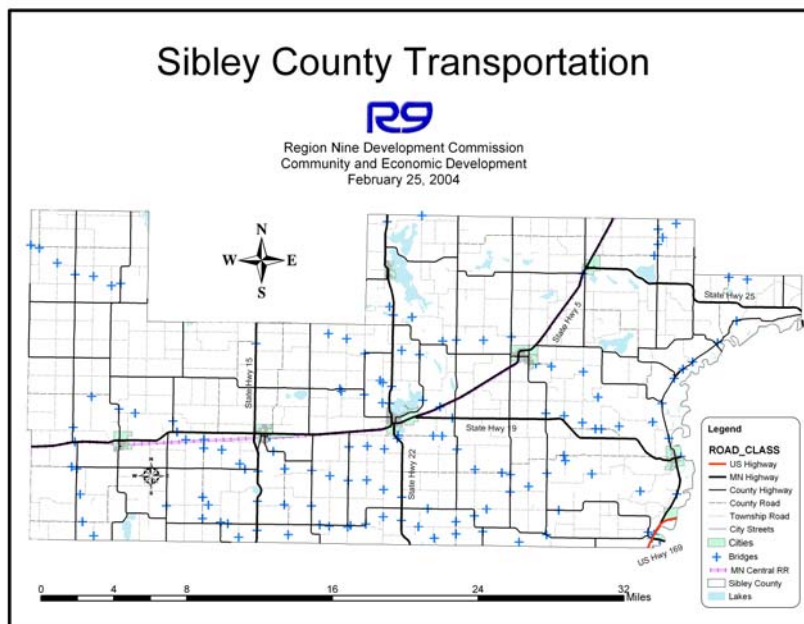 Sibley County Transportation
R9
Region Nine Development Commission
Community and Economic Development
February 25, 2004
N
W E
S
State Hwy 25
State Hwy 5
State Hwy 15
State Hwy 19
State Hwy 22
US Hwy 169
Legend
ROAD_CLASS
US Highway
MN Highway
County Highway
County Road
Township Road
City Streets
Cities
Bridges
MN Central RR
Sibley County
Lakes
0 4 8 16 24 32
Miles